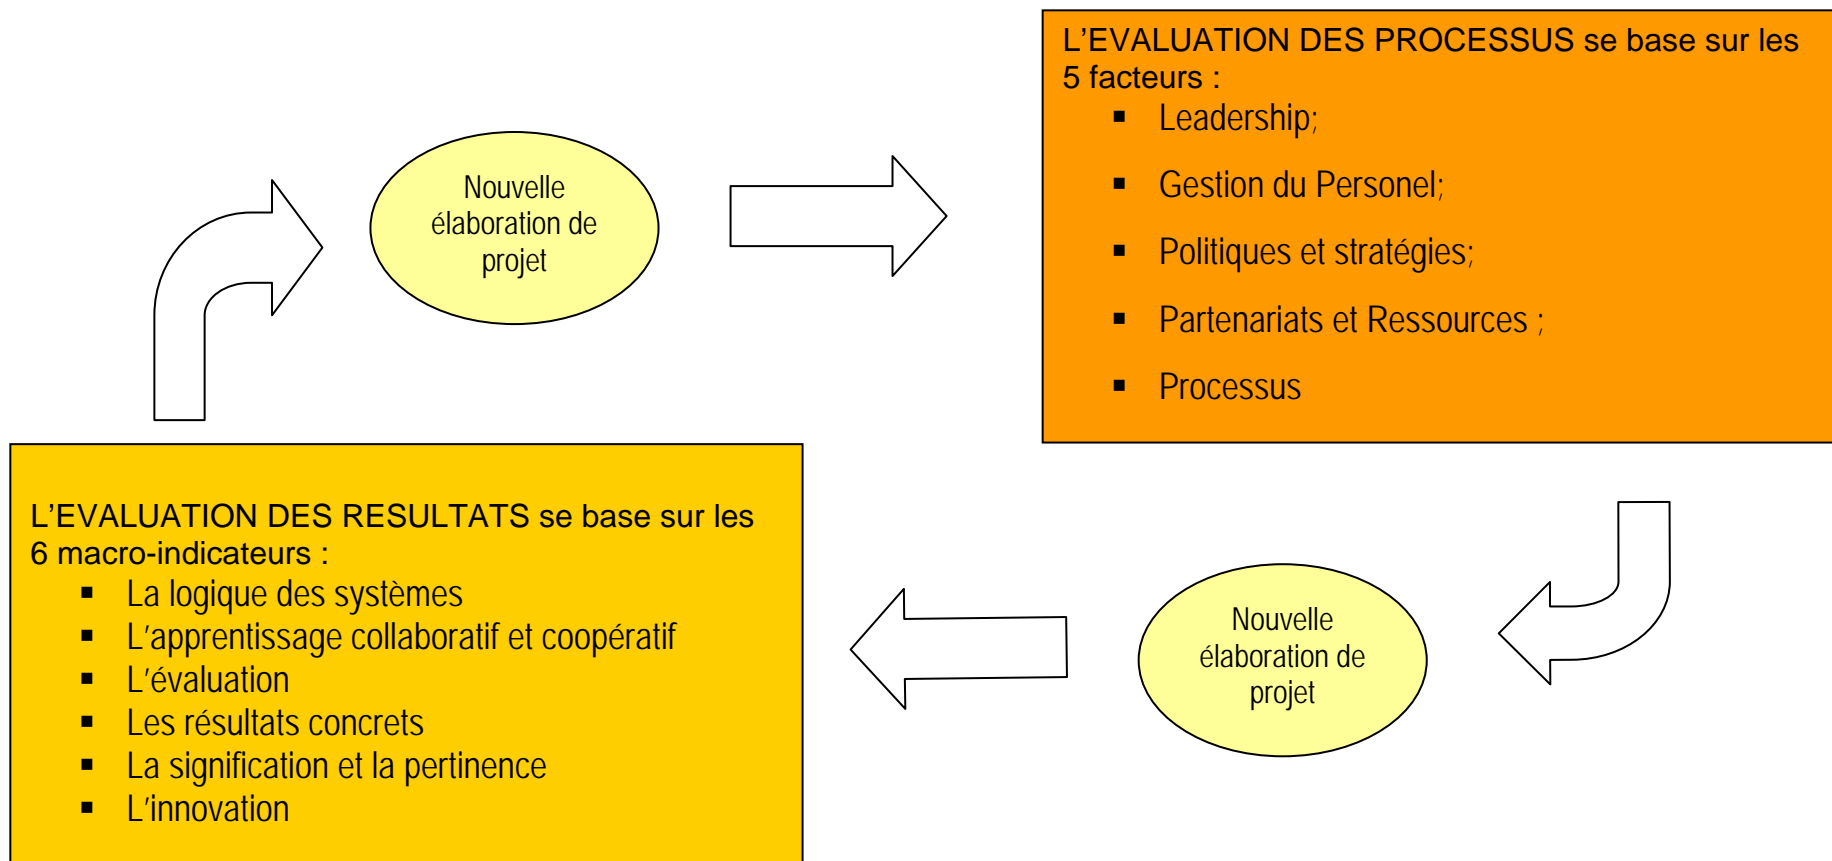 L’EVALUATION DES PROCESSUS se base sur les
5 facteurs :
▪ Leadership;
▪ Gestion du Personel;
▪ Politiques et stratégies;
▪ Partenariats et Ressources ;
▪ Processus
Nouvelle
élaboration de
projet
L’EVALUATION DES RESULTATS se base sur les
6 macro-indicateurs :
▪ La logique des systèmes
▪ L’apprentissage collaboratif et coopératif
▪ L’évaluation
▪ Les résultats concrets
▪ La signification et la pertinence
▪ L’innovation
Nouvelle
élaboration de
projet